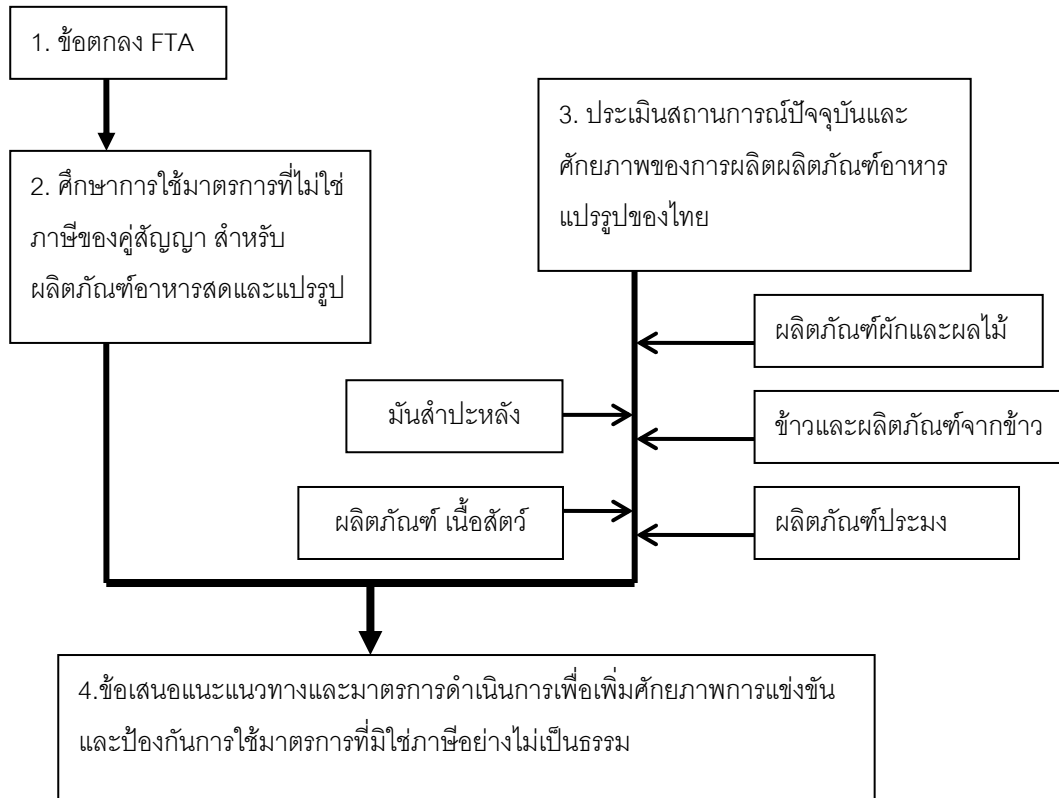 1. ข้อตกลง FTA
2. ศึกษาการใช้มาตรการที่ไม่ใช่
ภาษีของคู่สัญญา สำหรับ
ผลิตภัณฑ์อาหารสดและแปรรูป
3. ประเมินสถานการณ์ปัจจุบันและ
ศักยภาพของการผลิตผลิตภัณฑ์อาหาร
แปรรูปของไทย
ผลิตภัณฑ์ผักและผลไม้
มันสำปะหลัง
ข้าวและผลิตภัณฑ์จากข้าว
ผลิตภัณฑ์ เนื้อสัตว์
ผลิตภัณฑ์ประมง
4.ข้อเสนอแนะแนวทางและมาตรการดำเนินการเพื่อเพิ่มศักยภาพการแข่งขัน
และป้องกันการใช้มาตรการที่มิใช่ภาษีอย่างไม่เป็นธรรม